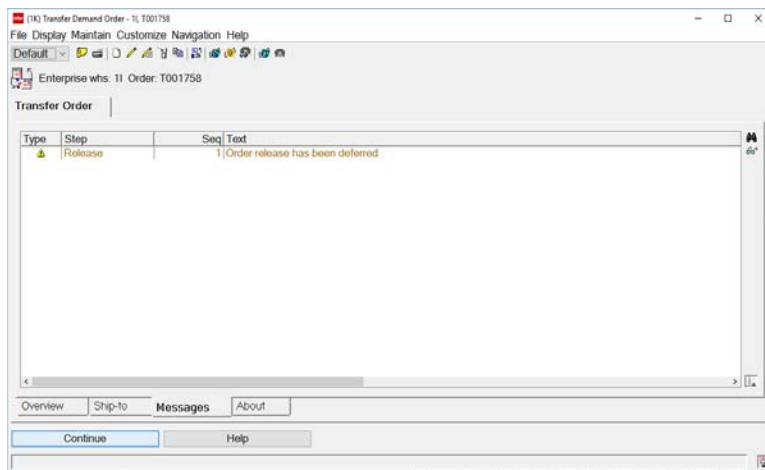 (1K) Transfer Demand Order - 1I, T001758
File Display Maintain Customize Navigation Help
Default
Enterprise whs: 1I Order: T001758
Transfer Order
Type Step Seq Text
Release 1 Order release has been deferred
Overview Ship-to Messages About
Continue Help